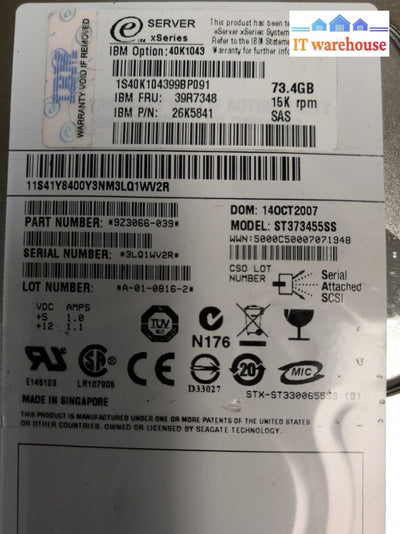 IT warehouse
IBM
WARRANTY VOID IF REMOVED
e SERVER
xSeries
IBM Option: 40K1043
This product has been
eServer xSeries System
Refer to the IBM Statement
Warranty for further
1S40K104399BP091
IBM FRU: 39R7348
IBM P/N: 26K5841
73.4GB
15K rpm
SAS
11S41Y8400Y3NM3LQ1WV2R
PART NUMBER: *9Z3066-039*
SERIAL NUMBER: *3LQ1WV2R*
LOT NUMBER: *A-01-0816-2*
DOM: 14OCT2007
MODEL: ST373455SS
WWN:5000C50007071948
CSO LOT
NUMBER
Serial
Attached
SCSI
VDC AMPS
+5 1.0
+12 1.1
TUV
N176
E145123
LR107905
D33027
20
MIC
STX-ST3300655SS (B)
MADE IN SINGAPORE
THIS PRODUCT IS MANUFACTURED UNDER ONE OR MORE PATENTS OF THE UNITED STATES
OR OTHER COUNTRIES, OWNED OR LICENSED BY SEAGATE TECHNOLOGY.